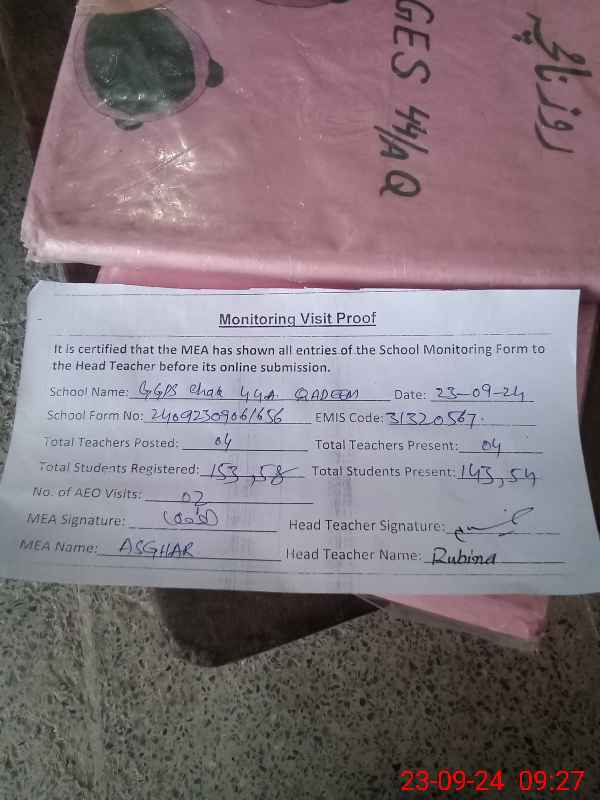 GES 44/AQ
روزنامچہ
Monitoring Visit Proof
It is certified that the MEA has shown all entries of the School Monitoring Form to
the Head Teacher before its online submission.
School Name: GGPS Chak 44A QADEEM Date: 23-09-24
School Form No: 24092309061656 EMIS Code: 31320567.
Total Teachers Posted: 04 Total Teachers Present: 04
Total Students Registered: 153, 58 Total Students Present: 143, 54
No. of AEO Visits: 02
MEA Signature: Head Teacher Signature:
MEA Name: ASGHAR Head Teacher Name: Rubina
23-09-24 09:27